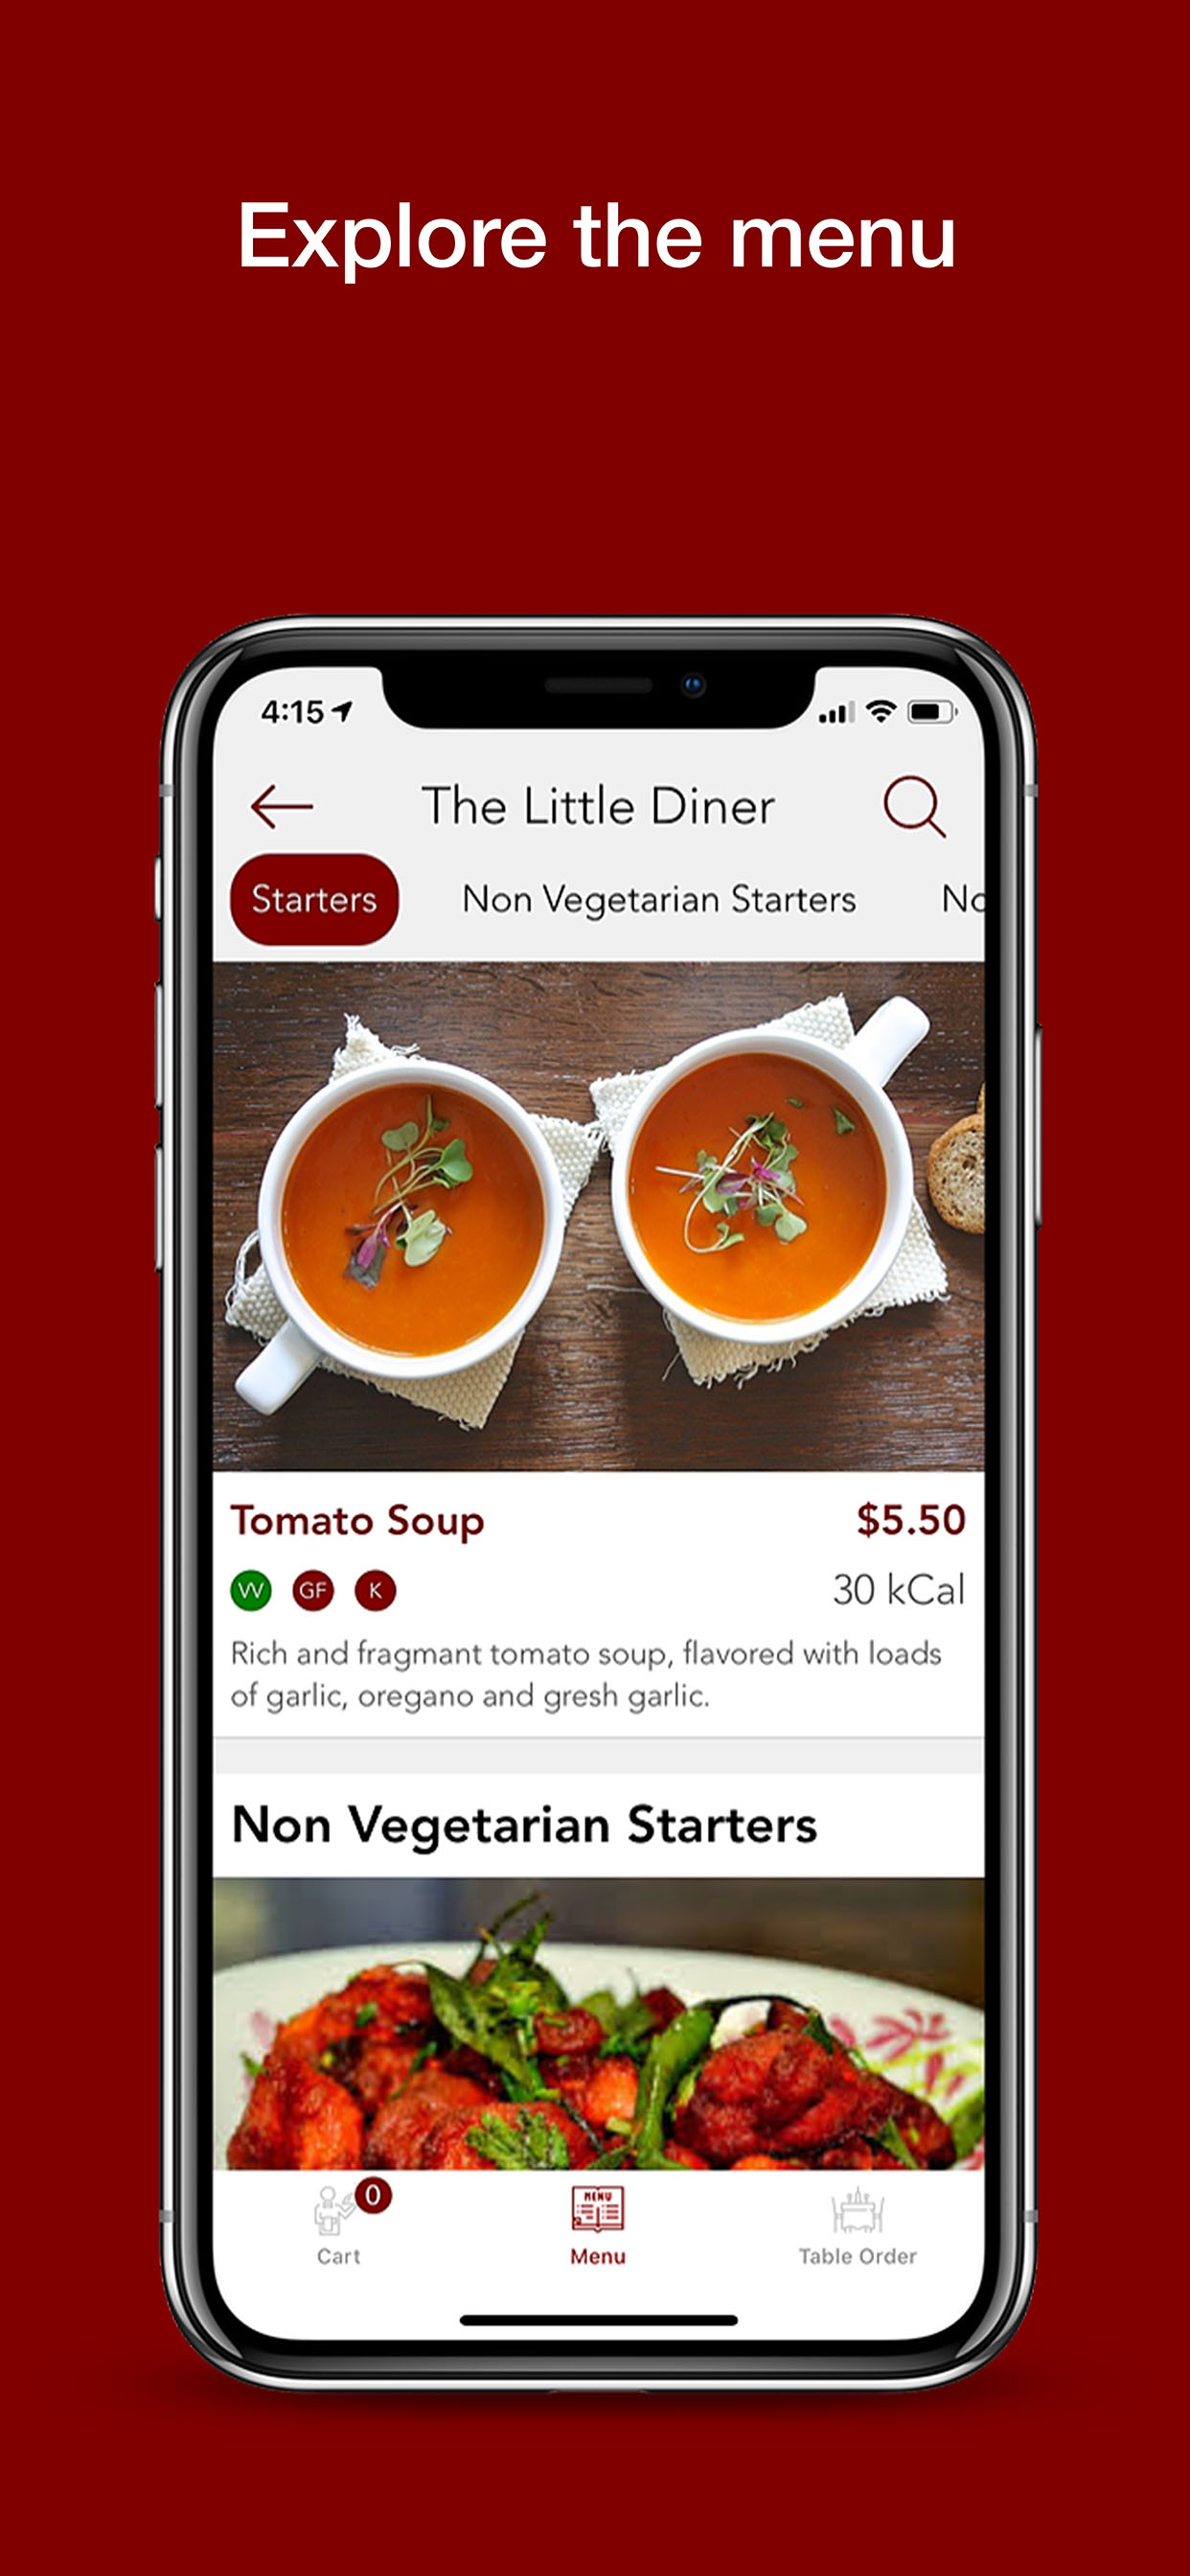 Explore the menu
4:15
The Little Diner
Starters
Non Vegetarian Starters
No
Tomato Soup
$5.50
VV
GF
K
30 kCal
Rich and fragmant tomato soup, flavored with loads
of garlic, oregano and gresh garlic.
Non Vegetarian Starters
0
MENU
Cart
Menu
Table Order